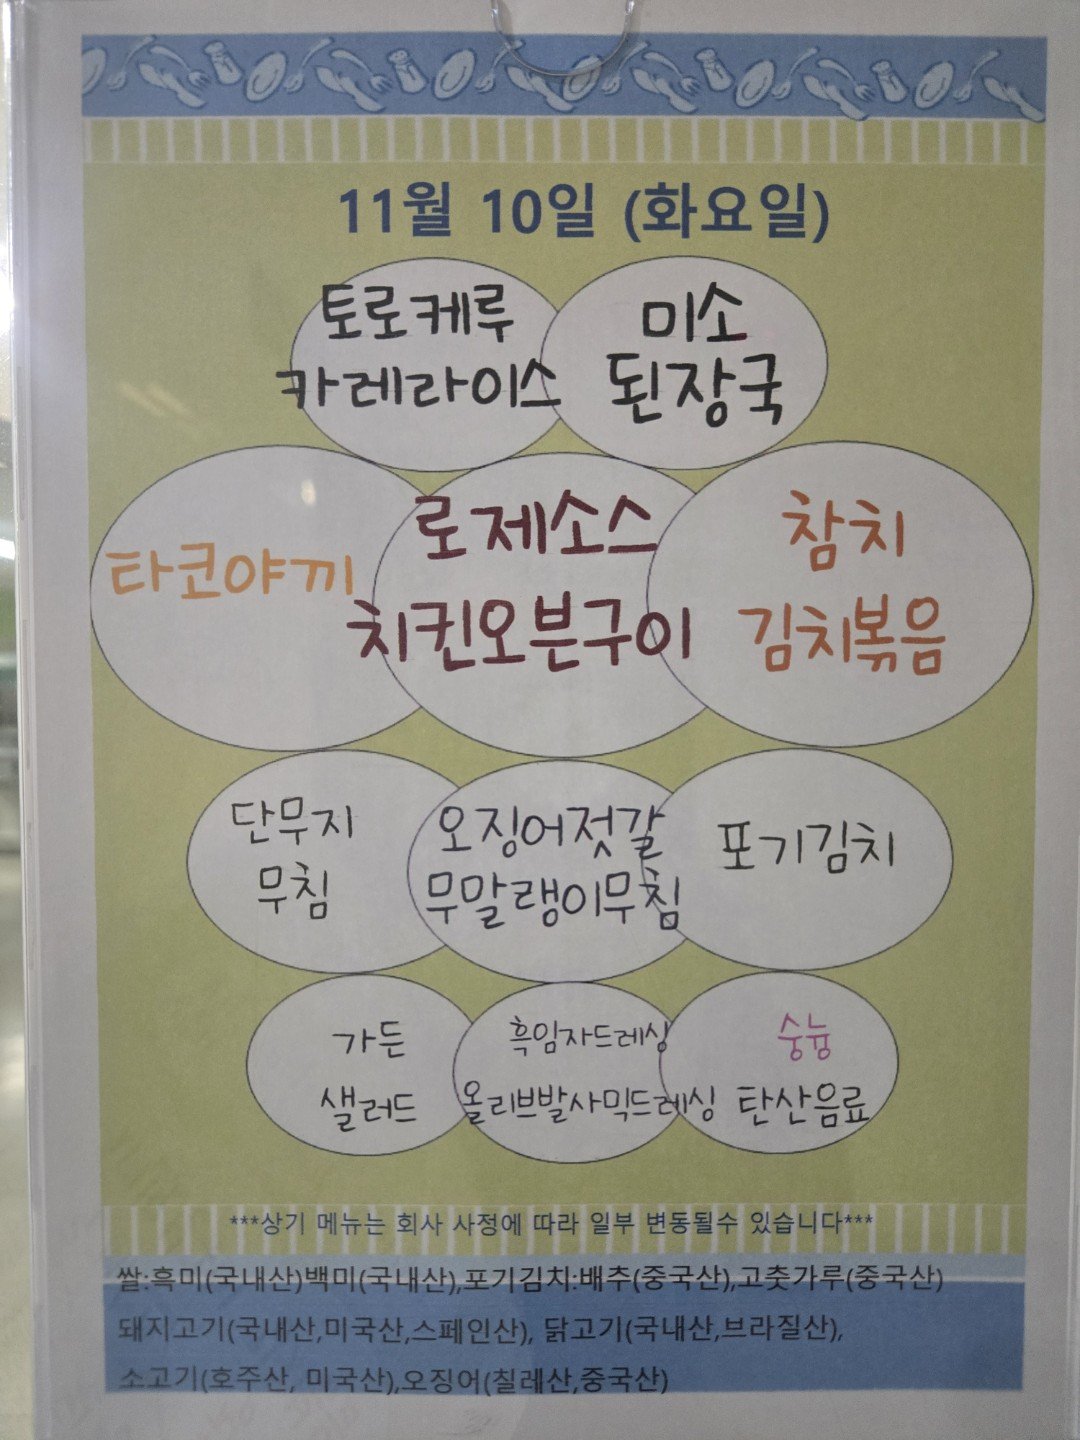 11월 10일 (화요일)
토로케루
카레라이스
미소
된장국
타코야끼
로제소스
치킨오븐구이
참치
김치볶음
단무지
무침
오징어젓갈
무말랭이무침
포기김치
가든
샐러드
흑임자드레싱
올리브발사믹드레싱
숭늉
탄산음료
***상기 메뉴는 회사 사정에 따라 일부 변동될수 있습니다***
쌀:흑미(국내산)백미(국내산),포기김치:배추(중국산),고춧가루(중국산)
돼지고기(국내산,미국산,스페인산), 닭고기(국내산,브라질산),
소고기(호주산, 미국산),오징어(칠레산,중국산)